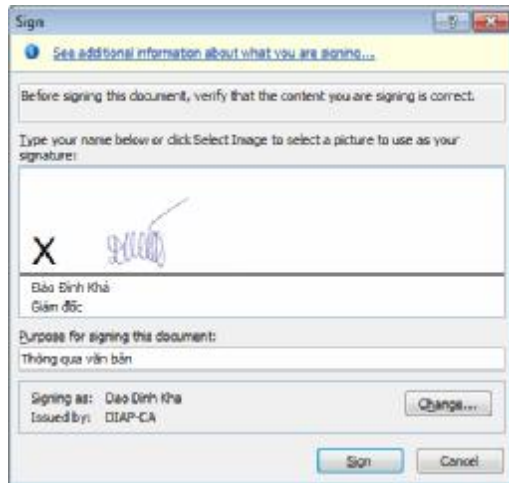 Sign
See additional information about what you are signing...
Before signing this document, verify that the content you are signing is correct.
Type your name below or click Select Image to select a picture to use as your
signature:
X
Đào Đình Khả
Giám đốc
Purpose for signing this document:
Thông qua văn bản
Signing as: Dao Dinh Kha
Change...
Issued by: DIAP-CA
Sign
Cancel